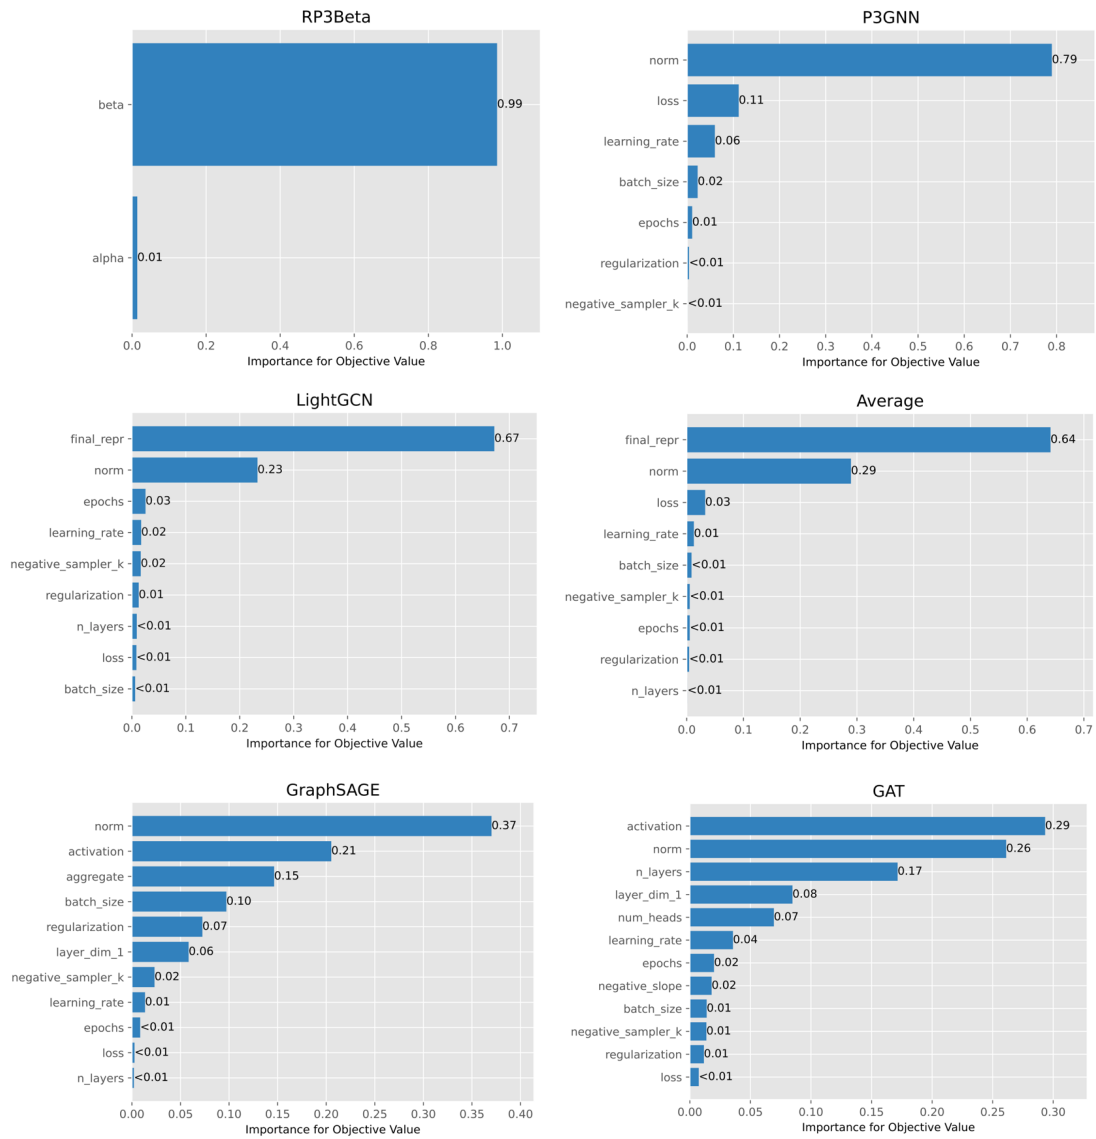 RP3Beta
beta
0.99
alpha
0.01
0.0 0.2 0.4 0.6 0.8 1.0
Importance for Objective Value
P3GNN
norm
0.79
loss
0.11
learning_rate
0.06
batch_size
0.02
epochs
0.01
regularization
<0.01
negative_sampler_k
<0.01
0.0 0.1 0.2 0.3 0.4 0.5 0.6 0.7 0.8
Importance for Objective Value
LightGCN
final_repr
0.67
norm
0.23
epochs
0.03
learning_rate
0.02
negative_sampler_k
0.02
regularization
0.01
n_layers
<0.01
loss
<0.01
batch_size
<0.01
0.0 0.1 0.2 0.3 0.4 0.5 0.6 0.7
Importance for Objective Value
Average
final_repr
0.64
norm
0.29
loss
0.03
learning_rate
0.01
batch_size
<0.01
negative_sampler_k
<0.01
epochs
<0.01
regularization
<0.01
n_layers
<0.01
0.0 0.1 0.2 0.3 0.4 0.5 0.6 0.7
Importance for Objective Value
GraphSAGE
norm
0.37
activation
0.21
aggregate
0.15
batch_size
0.10
regularization
0.07
layer_dim_1
0.06
negative_sampler_k
0.02
learning_rate
0.01
epochs
<0.01
loss
<0.01
n_layers
<0.01
0.00 0.05 0.10 0.15 0.20 0.25 0.30 0.35 0.40
Importance for Objective Value
GAT
activation
0.29
norm
0.26
n_layers
0.17
layer_dim_1
0.08
num_heads
0.07
learning_rate
0.04
epochs
0.02
negative_slope
0.02
batch_size
0.01
negative_sampler_k
0.01
regularization
0.01
loss
<0.01
0.00 0.05 0.10 0.15 0.20 0.25 0.30
Importance for Objective Value